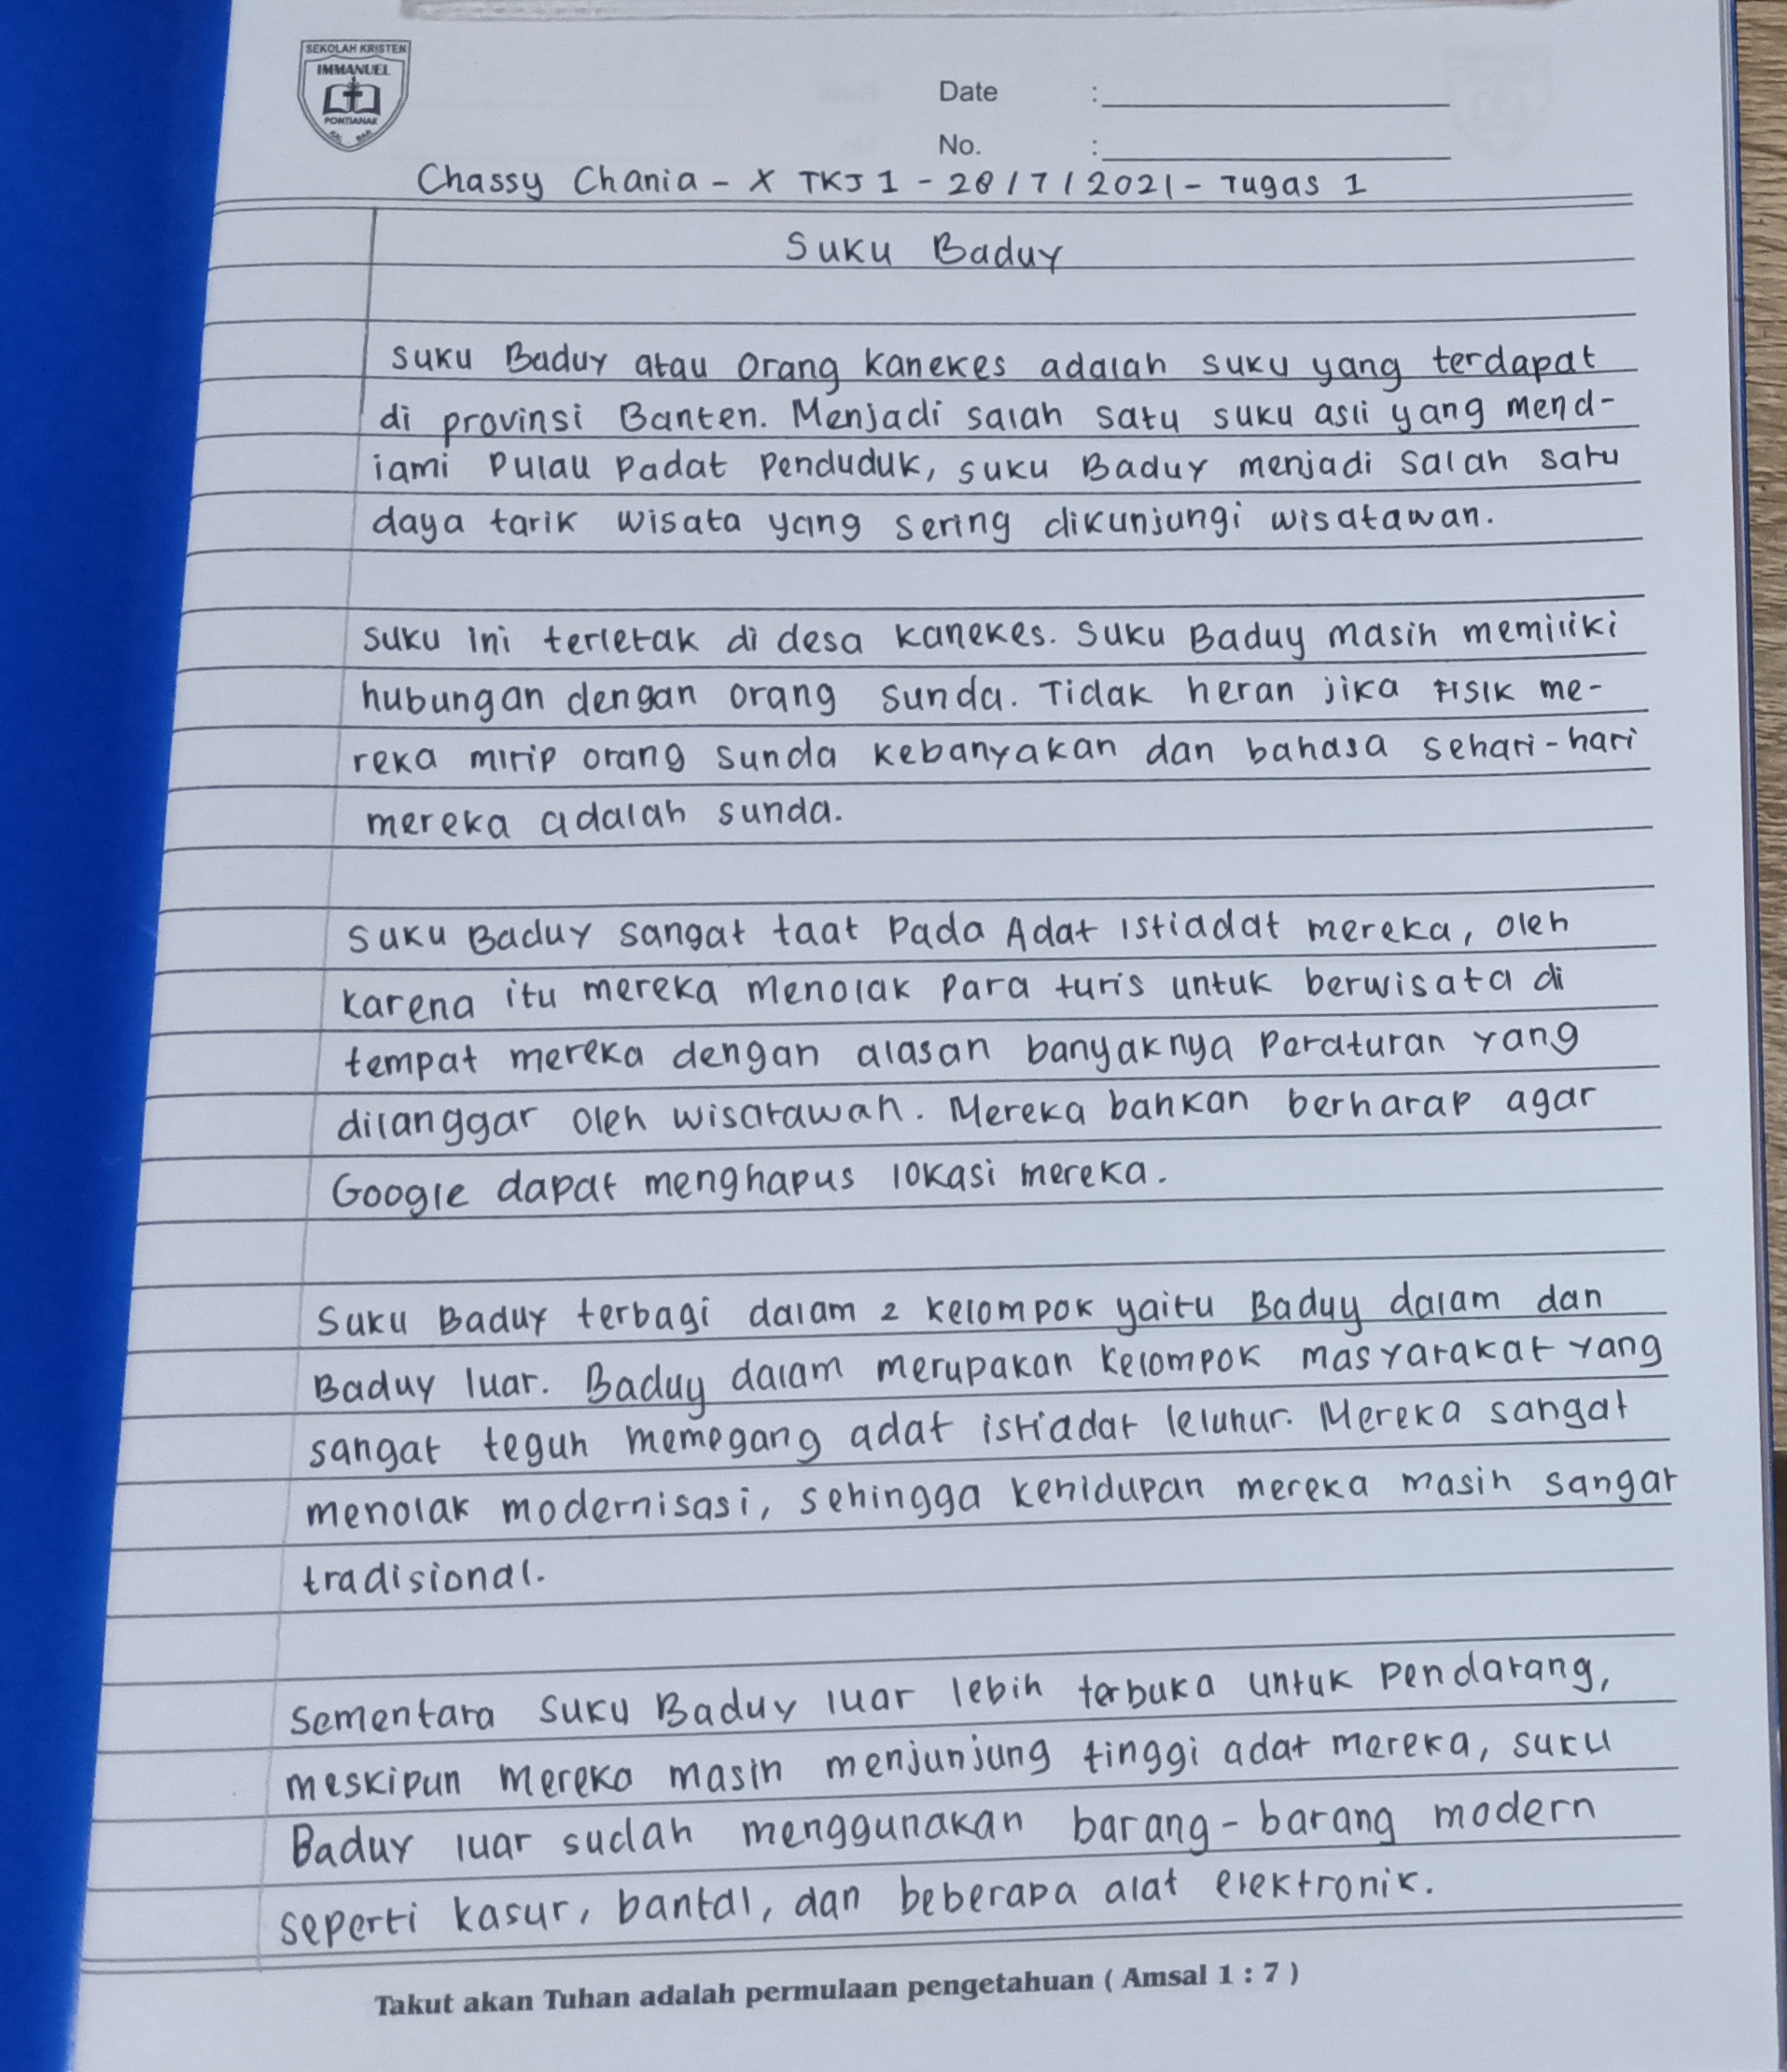 SEKOLAH KRISTEN
IMMANUEL
PONTIANAK
KAL BAR
Date :
No. :
Chassy Chania - X TKJ 1 - 28/7/2021 - Tugas 1
Suku Baduy
Suku Baduy atau Orang Kanekes adalah suku yang terdapat
di provinsi Banten. Menjadi salah satu suku asli yang mend-
iami Pulau Padat Penduduk, suku Baduy menjadi salah satu
daya tarik wisata yang sering dikunjungi wisatawan.
Suku ini terletak di desa Kanekes. Suku Baduy masih memiliki
hubungan dengan orang sunda. Tidak heran jika fisik me-
reka mirip orang sunda kebanyakan dan bahasa sehari-hari
mereka adalah sunda.
Suku Baduy sangat taat Pada Adat Istiadat mereka, oleh
karena itu mereka menolak para turis untuk berwisata di
tempat mereka dengan alasan banyaknya Peraturan yang
dilanggar oleh wisatawan. Mereka bahkan berharap agar
Google dapat menghapus lokasi mereka.
Suku Baduy terbagi dalam 2 kelompok yaitu Baduy dalam dan
Baduy luar. Baduy dalam merupakan kelompok masyarakat yang
sangat teguh memegang adat istiadat leluhur. Mereka sangat
menolak modernisasi, sehingga kehidupan mereka masih sangat
tradisional.
Sementara Suku Baduy luar lebih terbuka untuk pendatang,
meskipun mereka masih menjunjung tinggi adat mereka, suku
Baduy luar sudah menggunakan barang-barang modern
seperti kasur, bantal, dan beberapa alat elektronik.
Takut akan Tuhan adalah permulaan pengetahuan ( Amsal 1 : 7 )